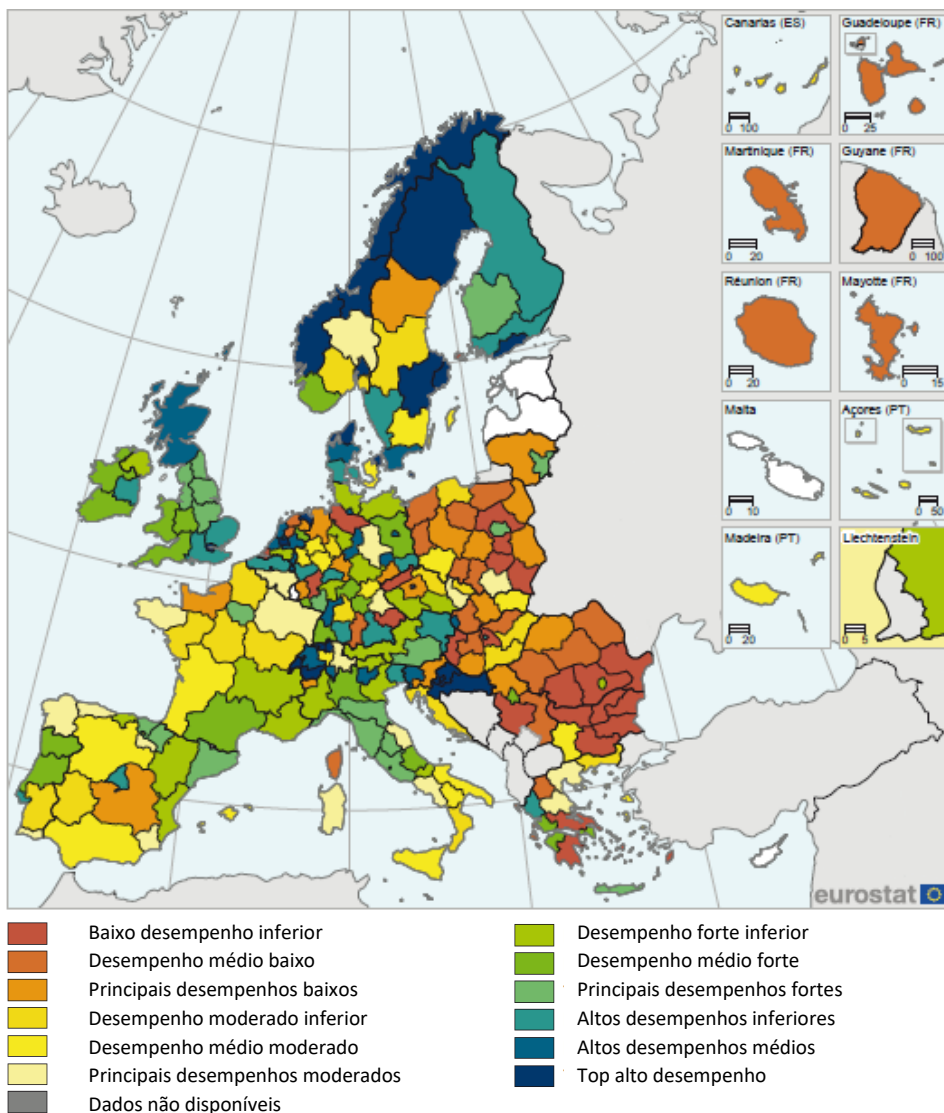 Canarias (ES)
0 100
Guadeloupe (FR)
0 25
Martinique (FR)
0 20
Guyane (FR)
0 100
Réunion (FR)
0 20
Mayotte (FR)
0 15
Malta
0 10
Açores (PT)
0 50
Madeira (PT)
0 20
Liechtenstein
0 5
eurostat
Baixo desempenho inferior
Desempenho médio baixo
Principais desempenhos baixos
Desempenho moderado inferior
Desempenho médio moderado
Principais desempenhos moderados
Dados não disponíveis
Desempenho forte inferior
Desempenho médio forte
Principais desempenhos fortes
Altos desempenhos inferiores
Altos desempenhos médios
Top alto desempenho